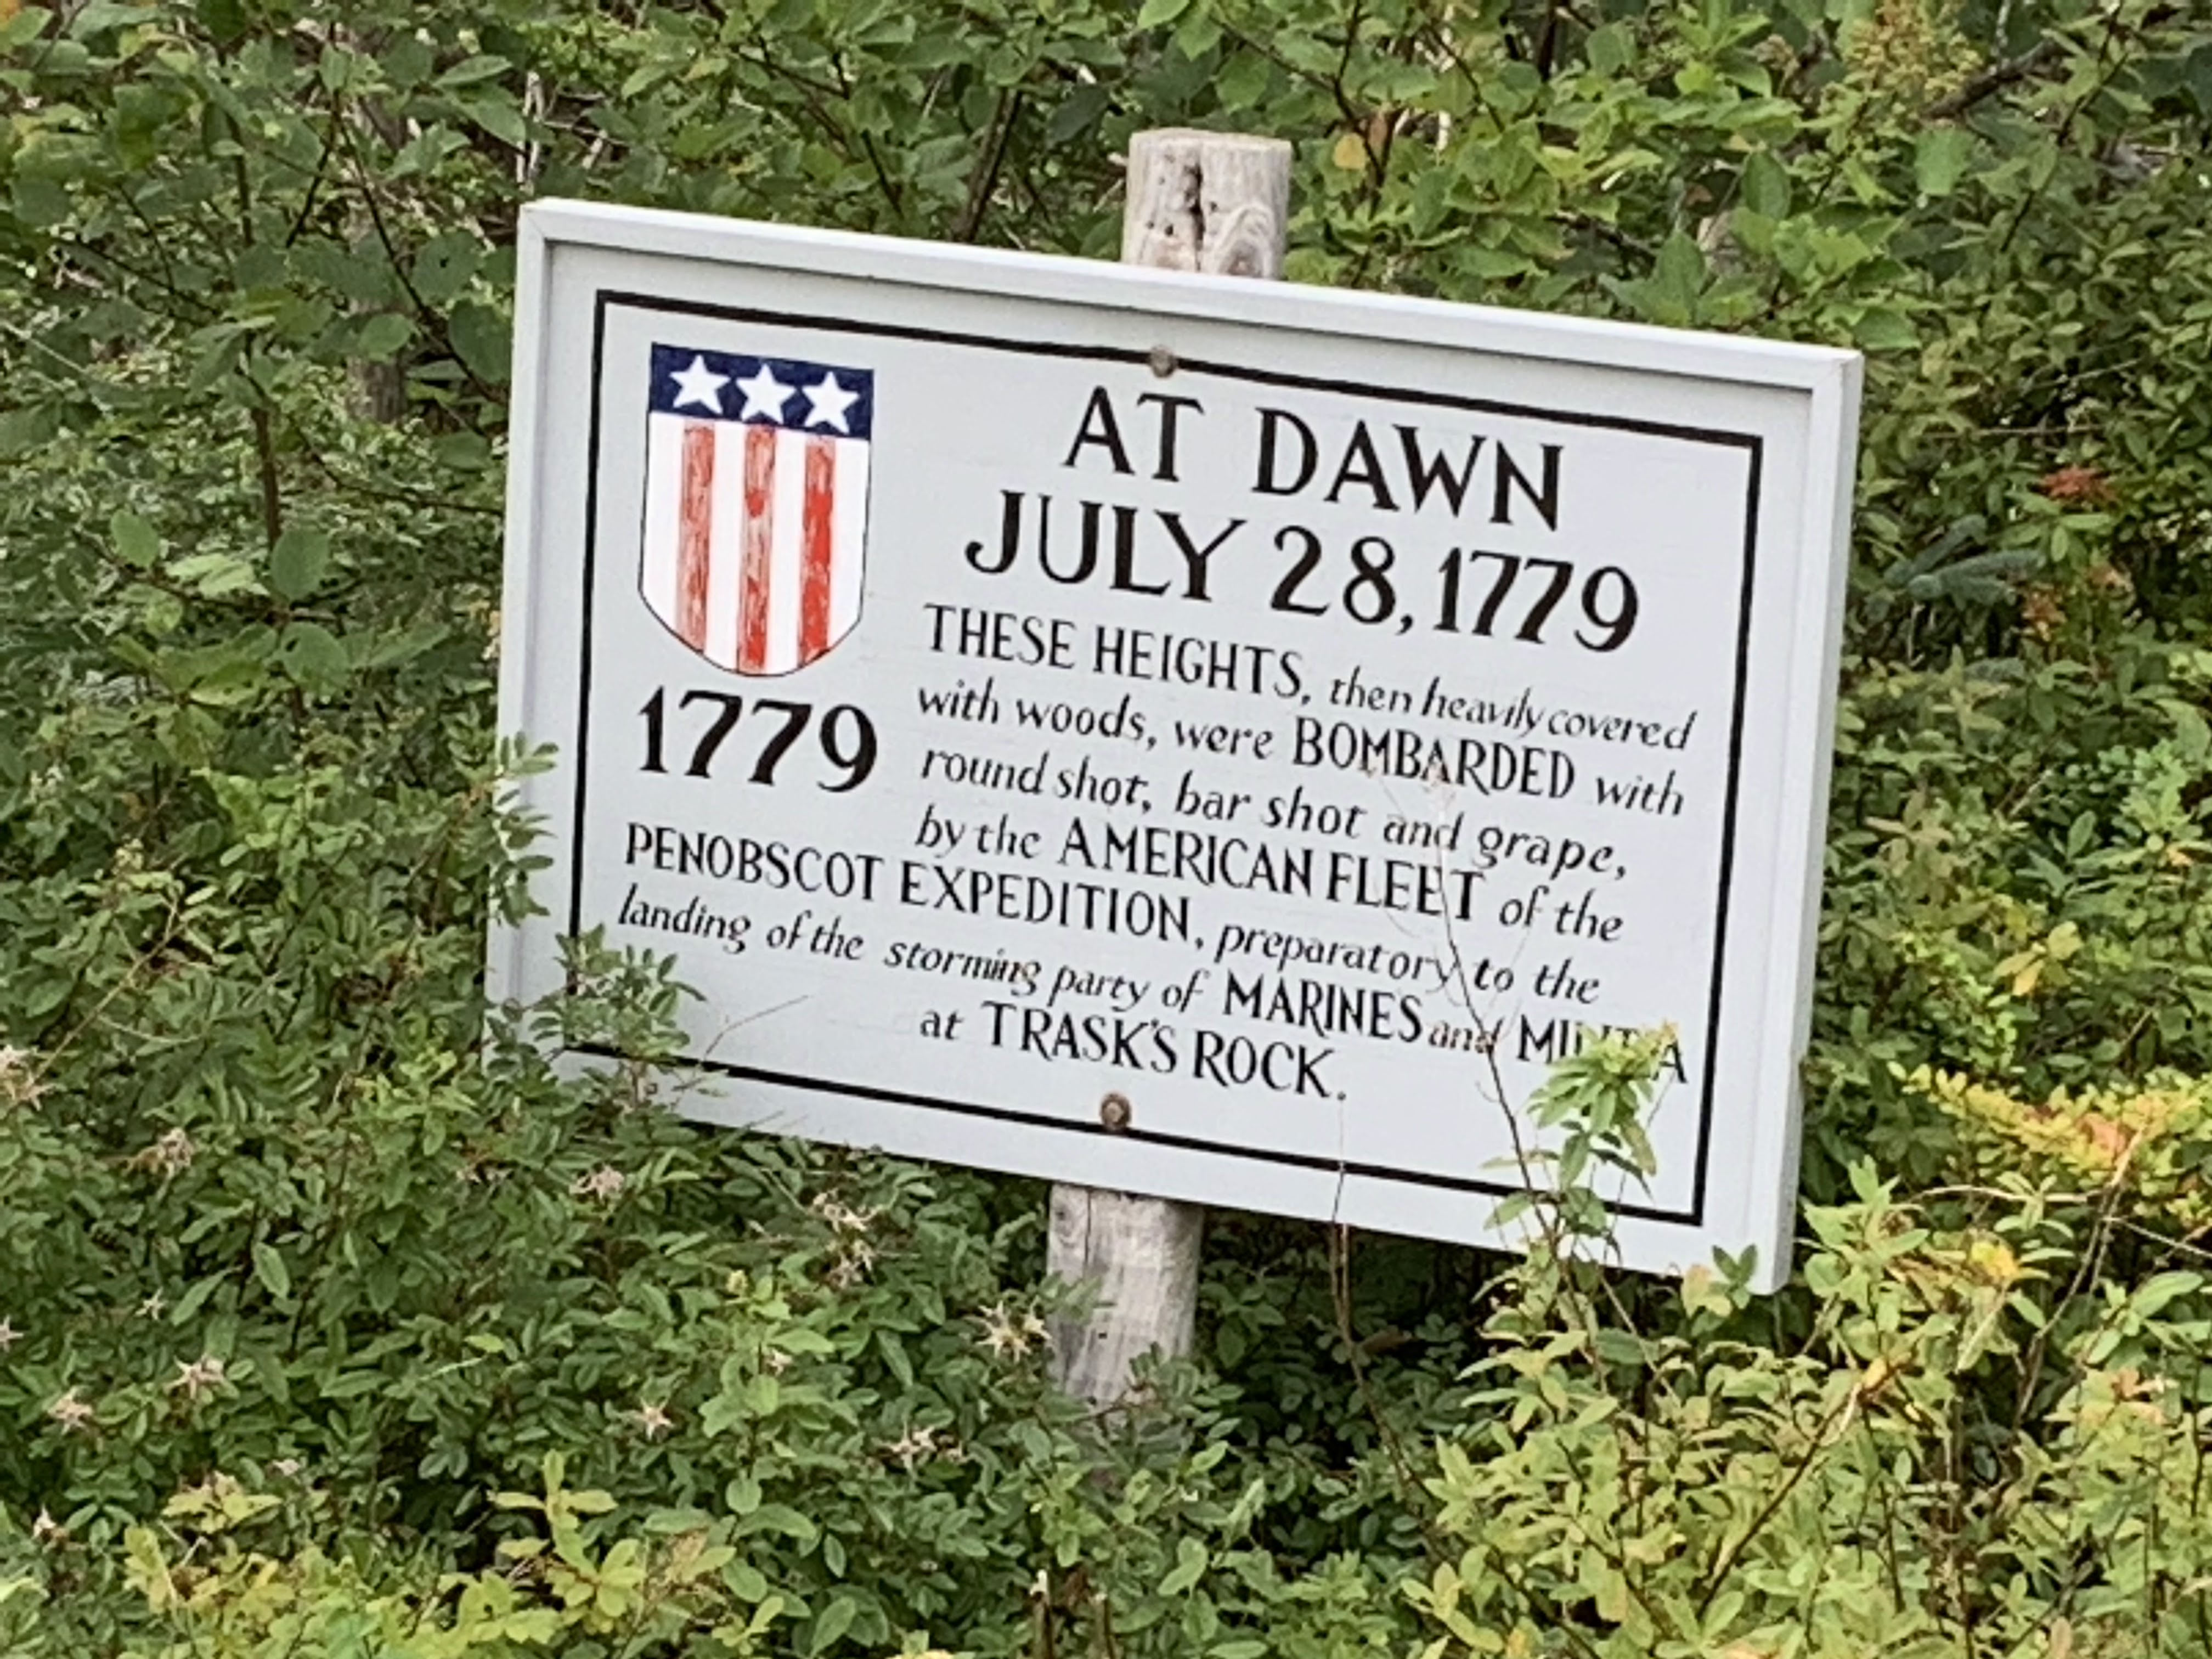 AT DAWN
JULY 28, 1779
THESE HEIGHTS, then heavily covered
with woods, were BOMBARDED with
round shot, bar shot and grape,
by the AMERICAN FLEET of the
1779
PENOBSCOT EXPEDITION, preparatory to the
landing of the storming party of MARINES and MILITIA
at TRASK'S ROCK.